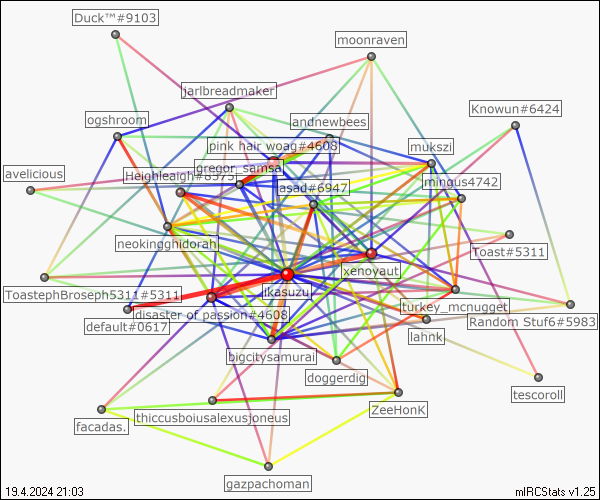 Duck™#9103
moonraven
jarlbreadmaker
Knowun#6424
ogshroom
andnewbees
pink hair woag#4608
mukszi
gregor_samsa
avelicious
Heighleaigh#8575
asad#6947
mingus4742
neokingghidorah
Toast#5311
xenoyaut
ToastephBroseph5311#5311
ikasuzu
turkey_mcnugget
disaster of passion#4608
Random Stuf6#5983
default#0617
lahnk
bigcitysamurai
doggerdig
tescoroll
thiccusboiusalexusjoneus
ZeeHonK
facadas.
gazpachoman
19.4.2024 21:03
mIRCStats v1.25